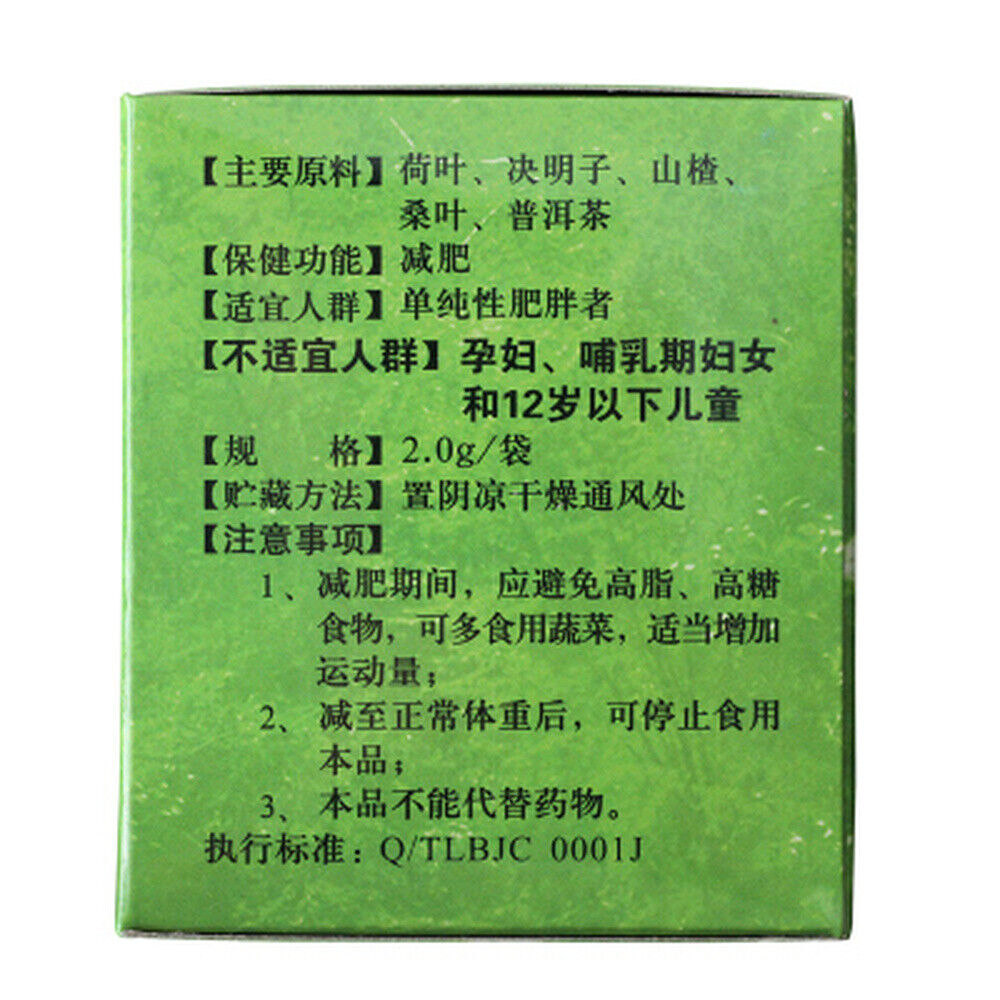 【主要原料】荷叶、决明子、山楂、
桑叶、普洱茶
【保健功能】减肥
【适宜人群】单纯性肥胖者
【不适宜人群】孕妇、哺乳期妇女
和12岁以下儿童
【规 格】2.0g/袋
【贮藏方法】置阴凉干燥通风处
【注意事项】
1、减肥期间，应避免高脂、高糖
食物，可多食用蔬菜，适当增加
运动量；
2、减至正常体重后，可停止食用
本品；
3、本品不能代替药物。
执行标准：Q/TLBJC 0001J